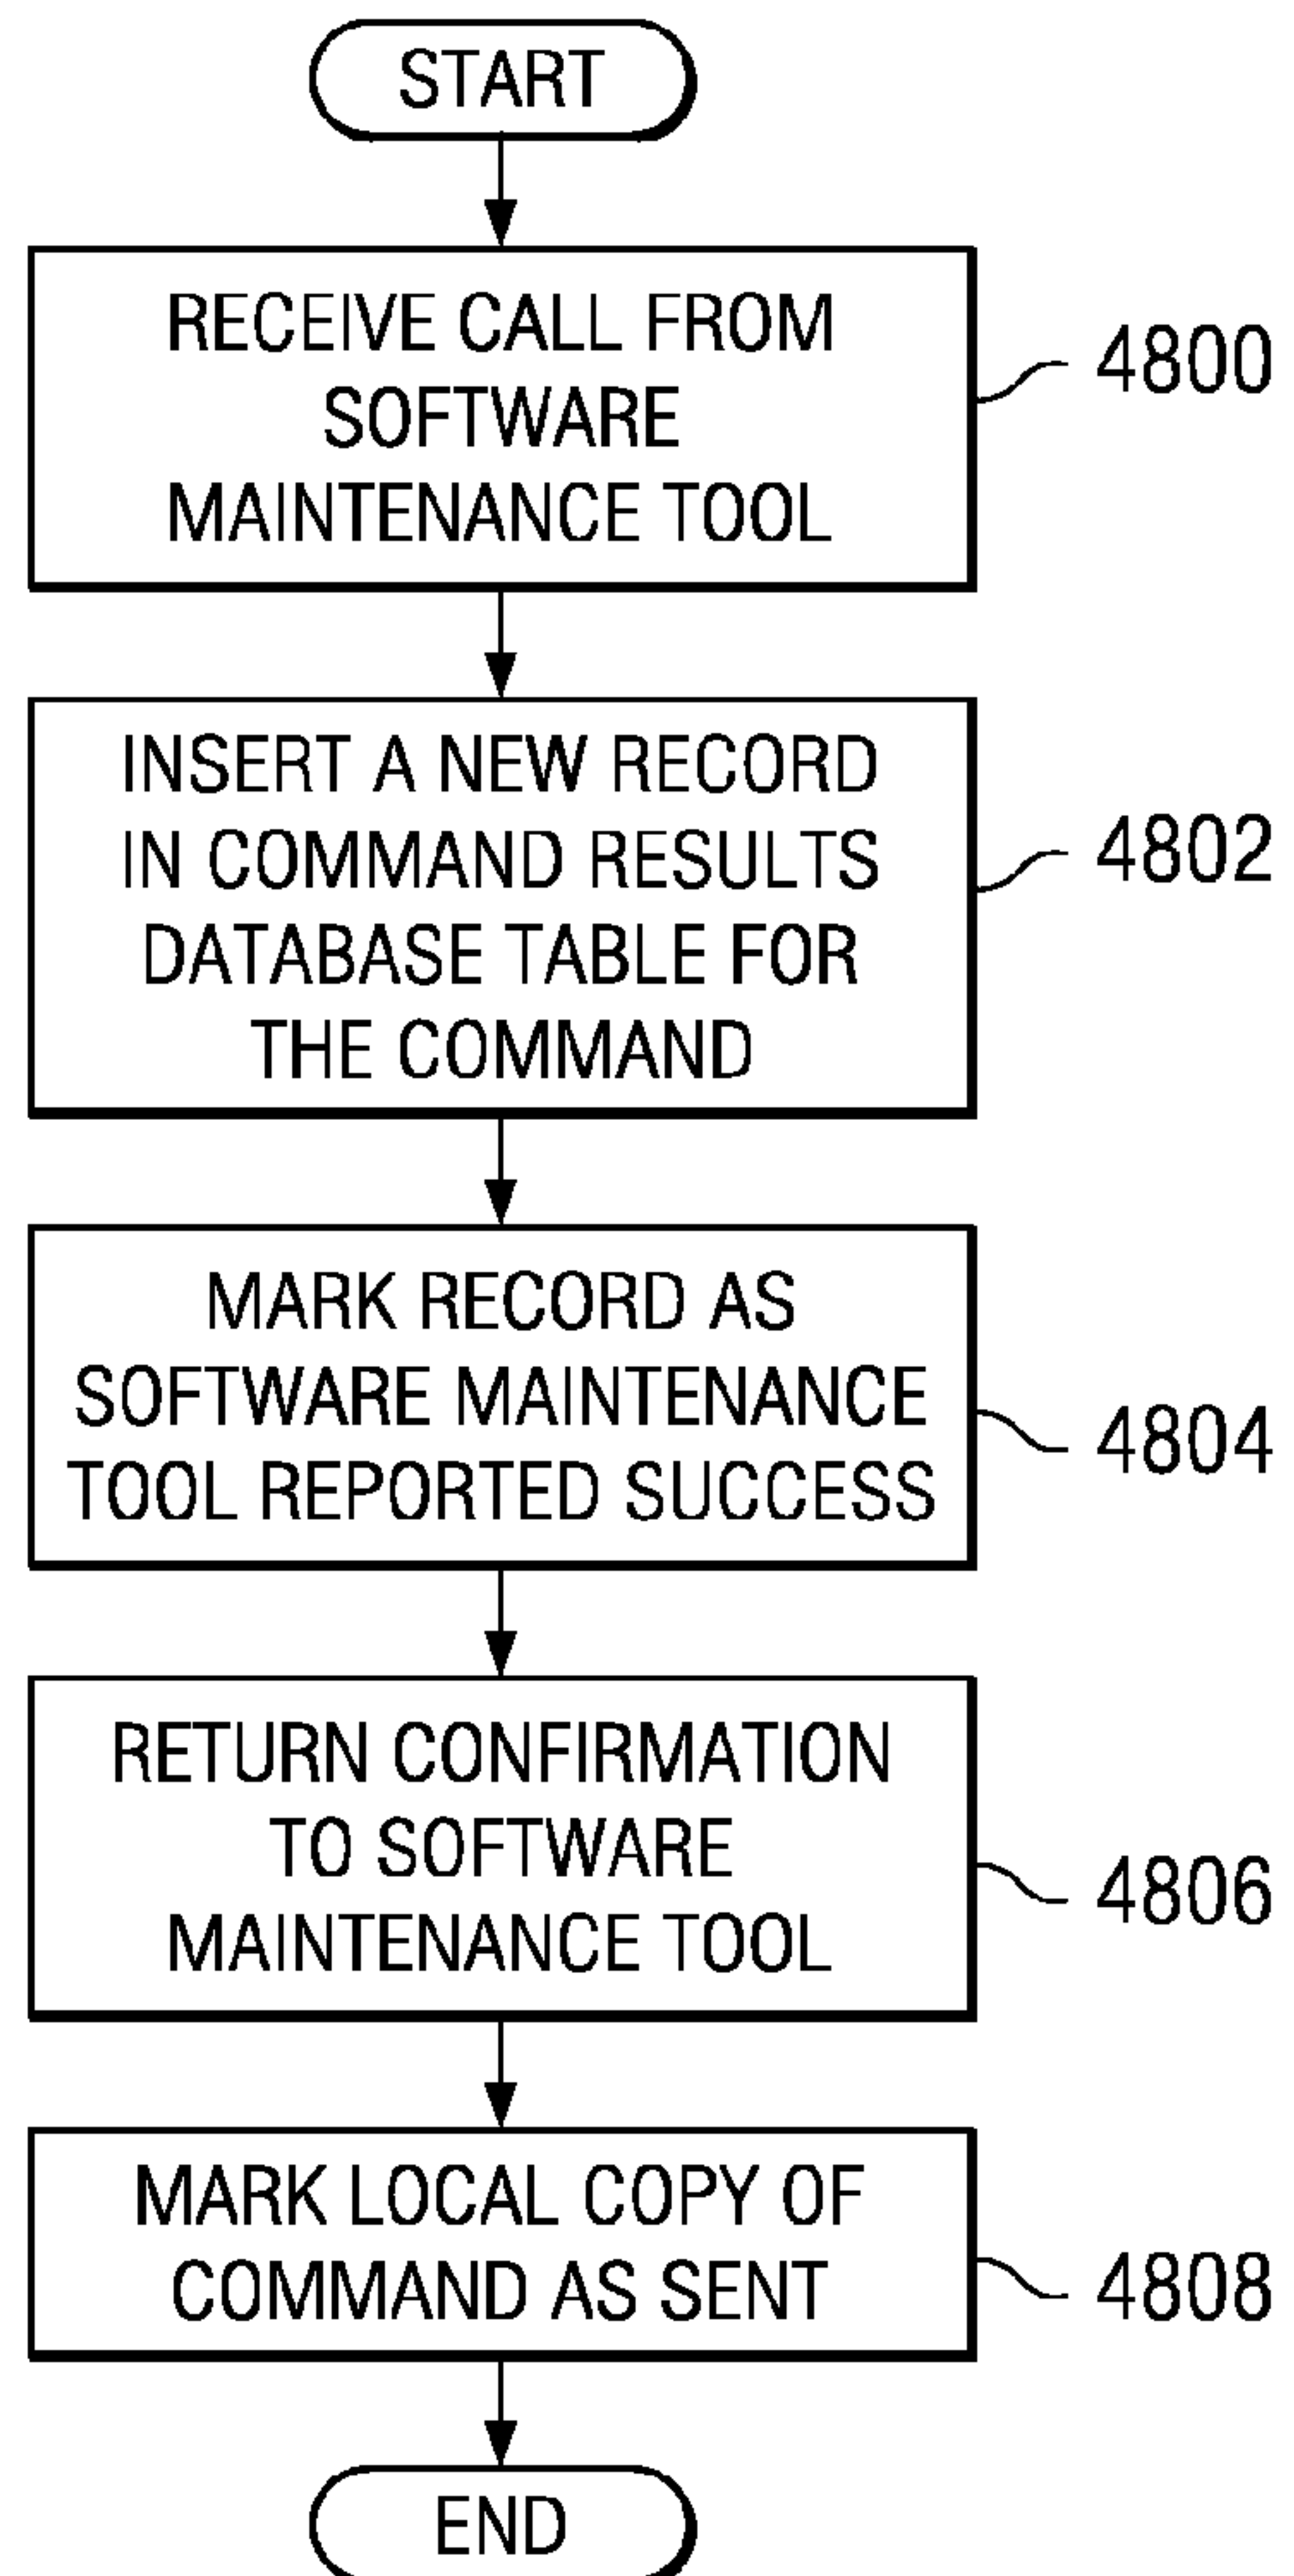 START
RECEIVE CALL FROM
SOFTWARE
MAINTENANCE TOOL
4800
INSERT A NEW RECORD
IN COMMAND RESULTS
DATABASE TABLE FOR
THE COMMAND
4802
MARK RECORD AS
SOFTWARE MAINTENANCE
TOOL REPORTED SUCCESS
4804
RETURN CONFIRMATION
TO SOFTWARE
MAINTENANCE TOOL
4806
MARK LOCAL COPY OF
COMMAND AS SENT
4808
END